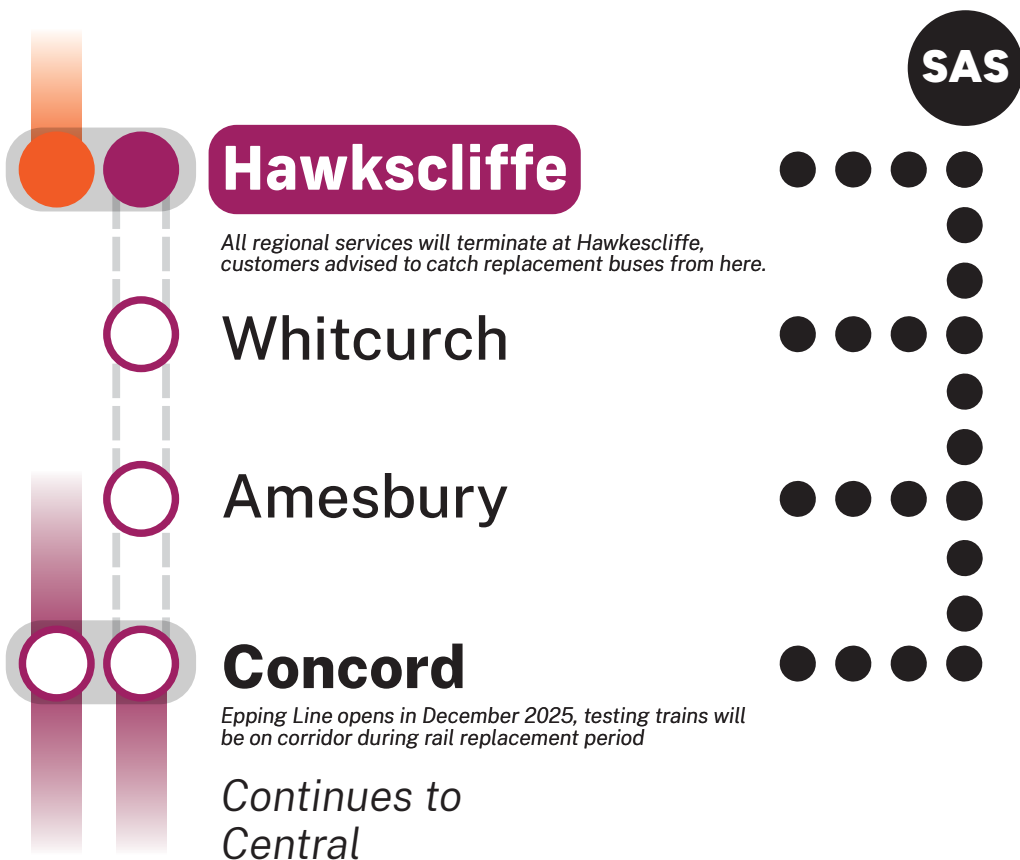 SAS
Hawkscliffe
All regional services will terminate at Hawkescliffe,
customers advised to catch replacement buses from here.
Whitcurch
Amesbury
Concord
Epping Line opens in December 2025, testing trains will
be on corridor during rail replacement period
Continues to
Central